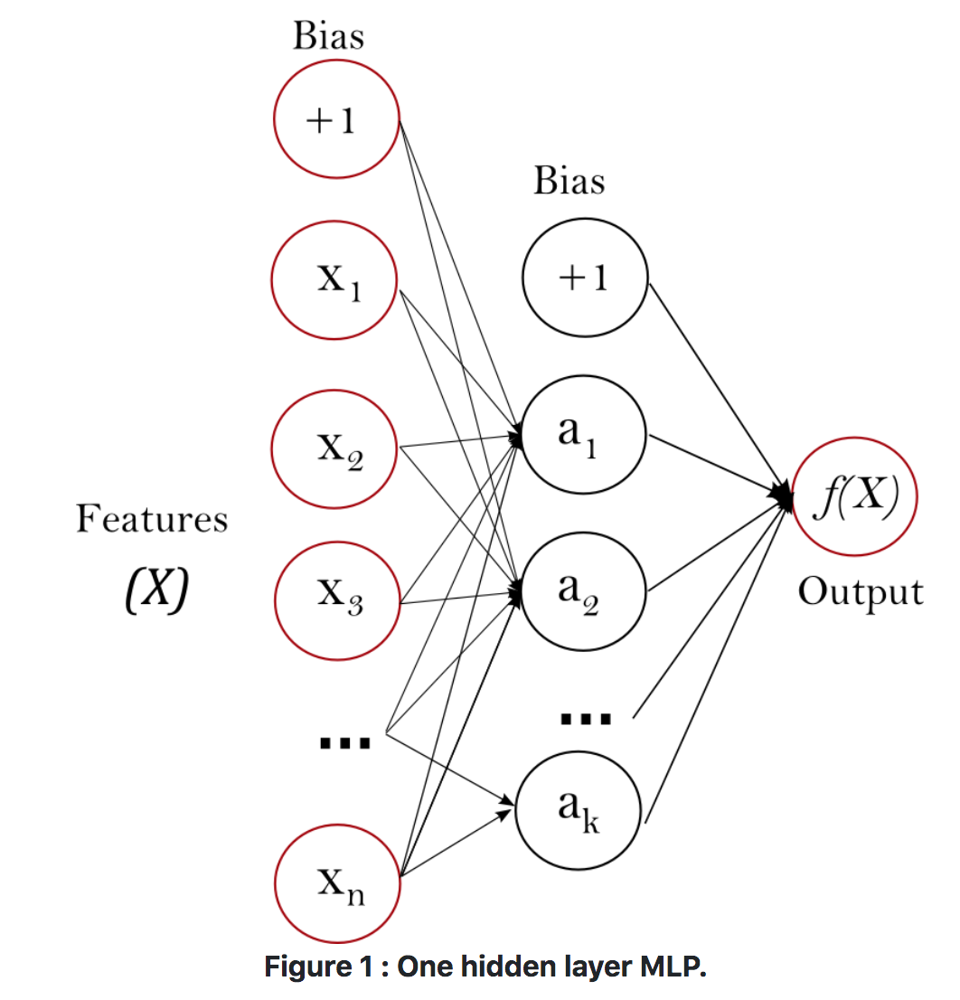 Bias
+1
Bias
x1
+1
x2
a1
f(X)
Features
(X)
x3
a2
Output
...
...
ak
xn
Figure 1 : One hidden layer MLP.